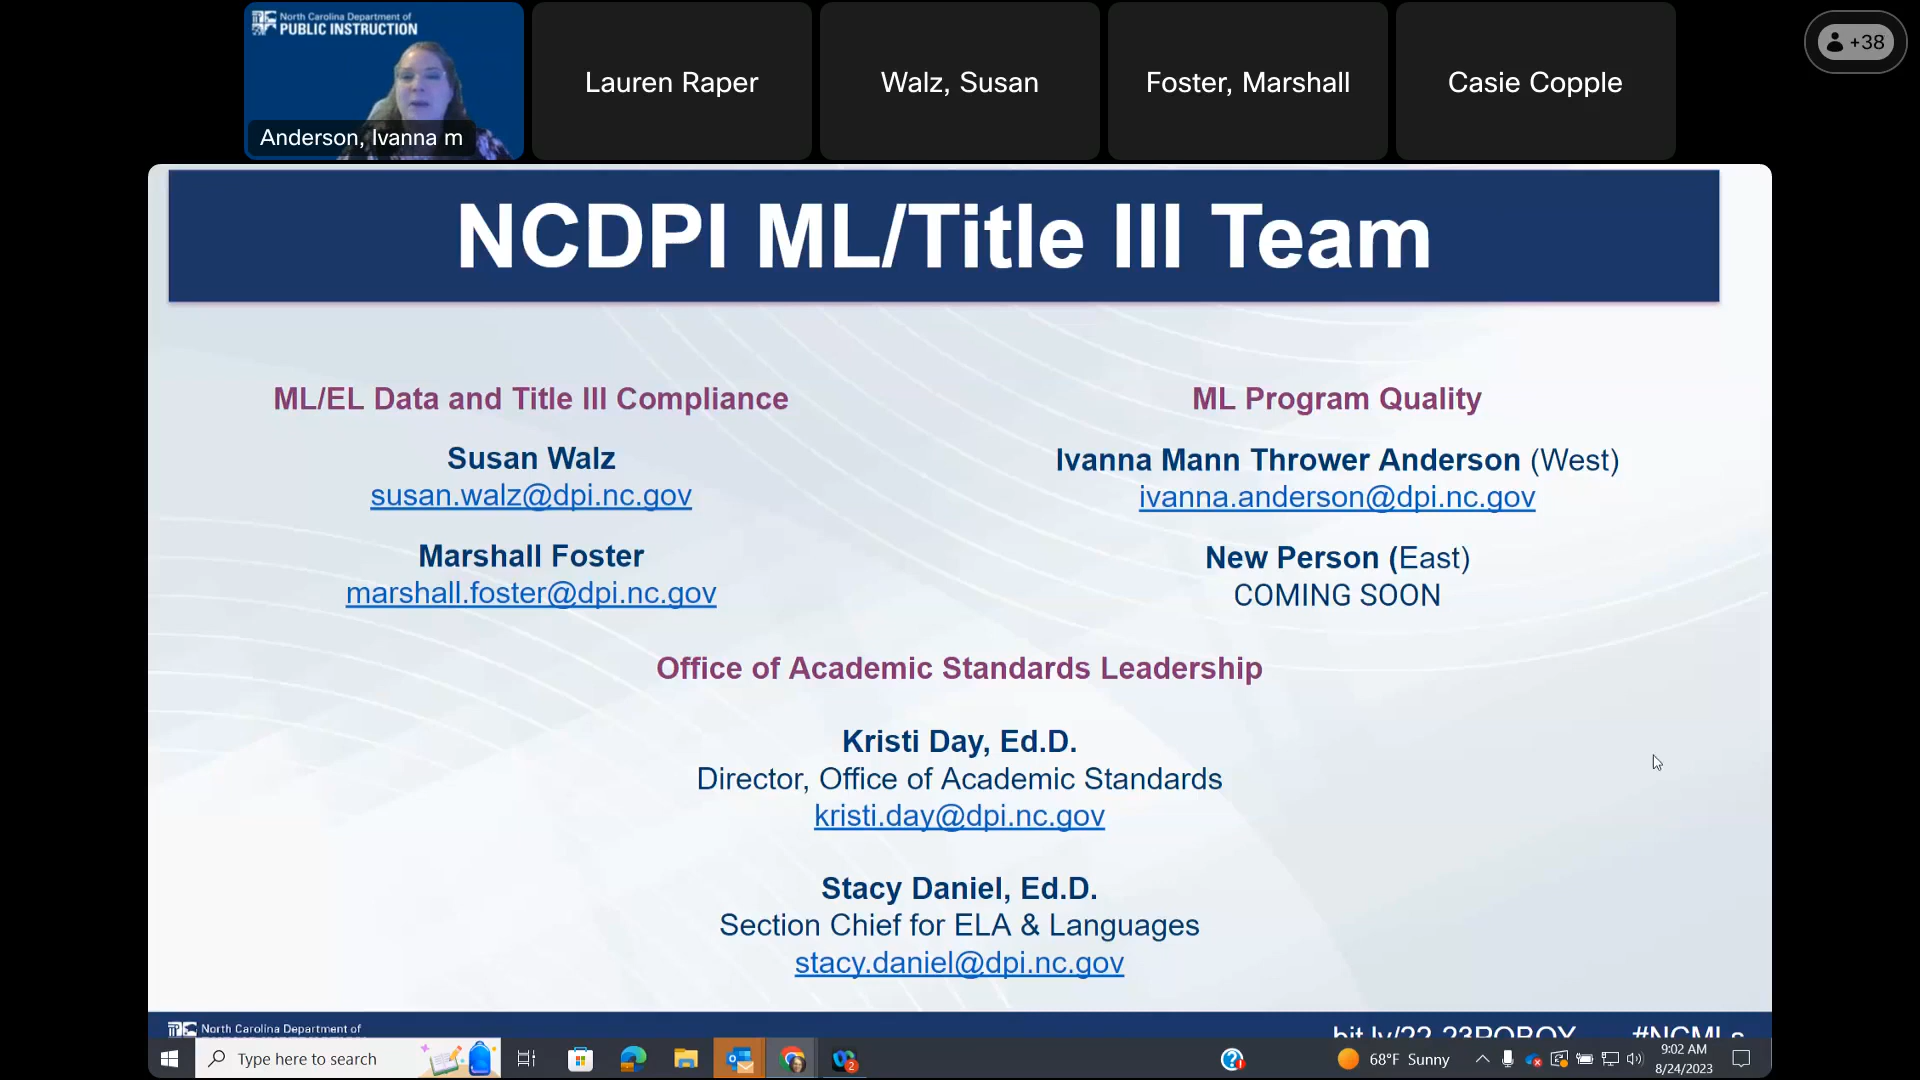 North Carolina Department of
PUBLIC INSTRUCTION
Anderson, Ivanna m
Lauren Raper
Walz, Susan
Foster, Marshall
Casie Copple
+38
NCDPI ML/Title III Team
ML/EL Data and Title III Compliance
Susan Walz
susan.walz@dpi.nc.gov
Marshall Foster
marshall.foster@dpi.nc.gov
ML Program Quality
Ivanna Mann Thrower Anderson (West)
ivanna.anderson@dpi.nc.gov
New Person (East)
COMING SOON
Office of Academic Standards Leadership
Kristi Day, Ed.D.
Director, Office of Academic Standards
kristi.day@dpi.nc.gov
Stacy Daniel, Ed.D.
Section Chief for ELA & Languages
stacy.daniel@dpi.nc.gov
North Carolina Department of
Type here to search
2
68°F Sunny
9:02 AM
8/24/2023